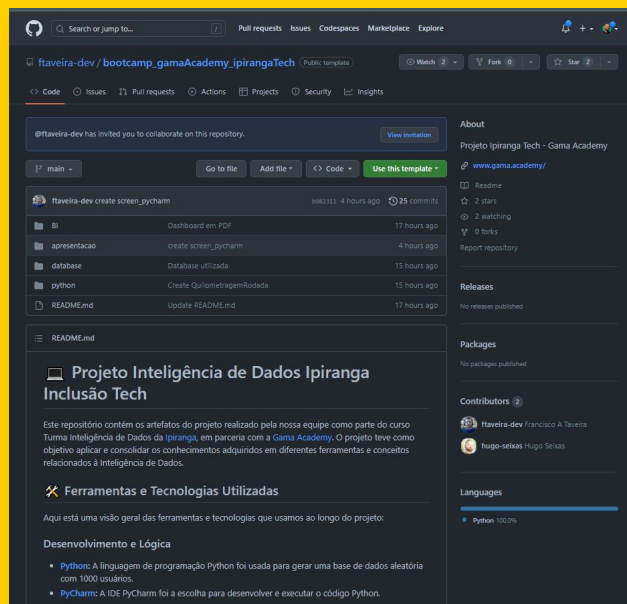 Search or jump to...
/
Pull requests Issues Codespaces Marketplace Explore
ftaveira-dev / bootcamp_gamaAcademy_ipirangaTech Public template
Watch 2
Fork 0
Star 2
Code Issues Pull requests Actions Projects Security Insights
@ftaveira-dev has invited you to collaborate on this repository.
View invitation
main
Go to file
Add file
Code
Use this template
ftaveira-dev create screen_pycharm
4 hours ago 25 commits
BI Dashboard em PDF 17 hours ago
apresentacao create screen_pycharm 4 hours ago
database Database utilizada 15 hours ago
python Create QuilometragemRodada 15 hours ago
README.md Update README.md 17 hours ago
README.md
Projeto Inteligência de Dados Ipiranga
Inclusão Tech
Este repositório contém os artefatos do projeto realizado pela nossa equipe como parte do curso
Turma Inteligência de Dados da Ipiranga, em parceria com a Gama Academy. O projeto teve como
objetivo aplicar e consolidar os conhecimentos adquiridos em diferentes ferramentas e conceitos
relacionados à Inteligência de Dados.
Ferramentas e Tecnologias Utilizadas
Aqui está uma visão geral das ferramentas e tecnologias que usamos ao longo do projeto:
Desenvolvimento e Lógica
Python: A linguagem de programação Python foi usada para gerar uma base de dados aleatória
com 1000 usuários.
PyCharm: A IDE PyCharm foi a escolha para desenvolver e executar o código Python.
About
Projeto Ipiranga Tech - Gama Academy
www.gama.academy/
Readme
2 stars
2 watching
0 forks
Report repository
Releases
No releases published
Packages
No packages published
Contributors 2
ftaveira-dev Francisco A Taveira
hugo-seixas Hugo Seixas
Languages
Python 100.0%